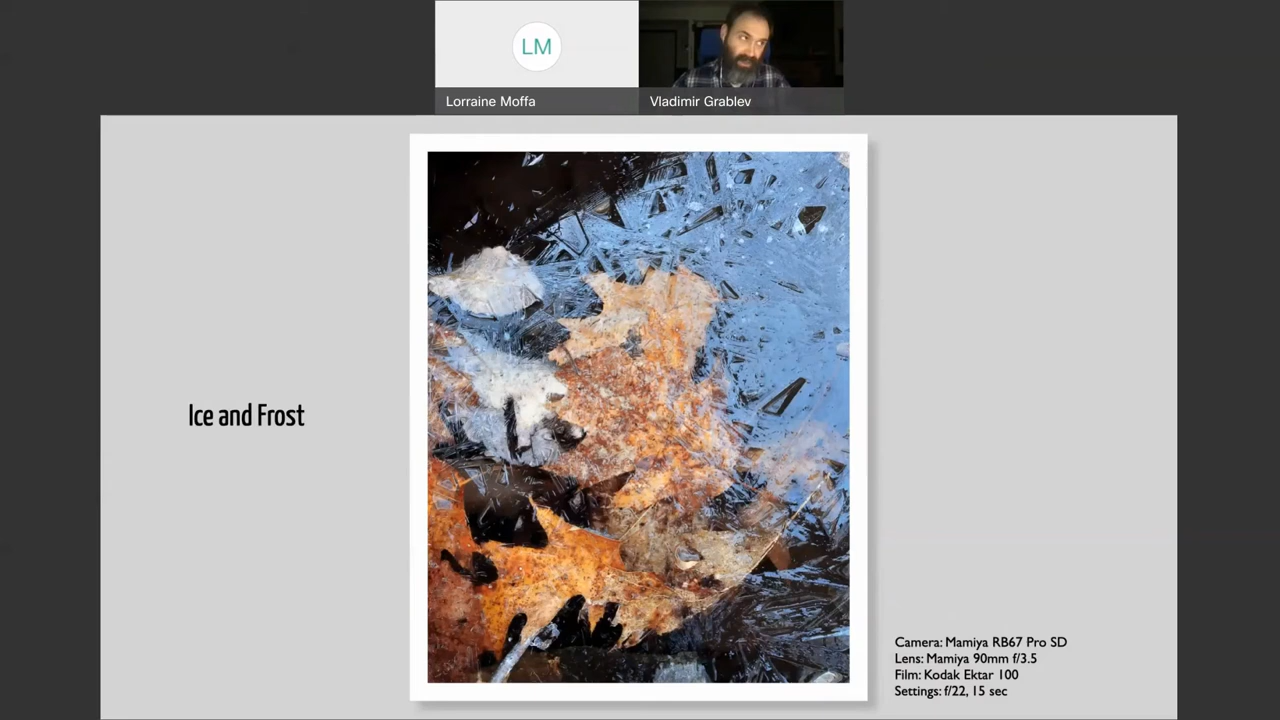 LM
Lorraine Moffa
Vladimir Grablev
Ice and Frost
Camera: Mamiya RB67 Pro SD
Lens: Mamiya 90mm f/3.5
Film: Kodak Ektar 100
Settings: f/22, 15 sec